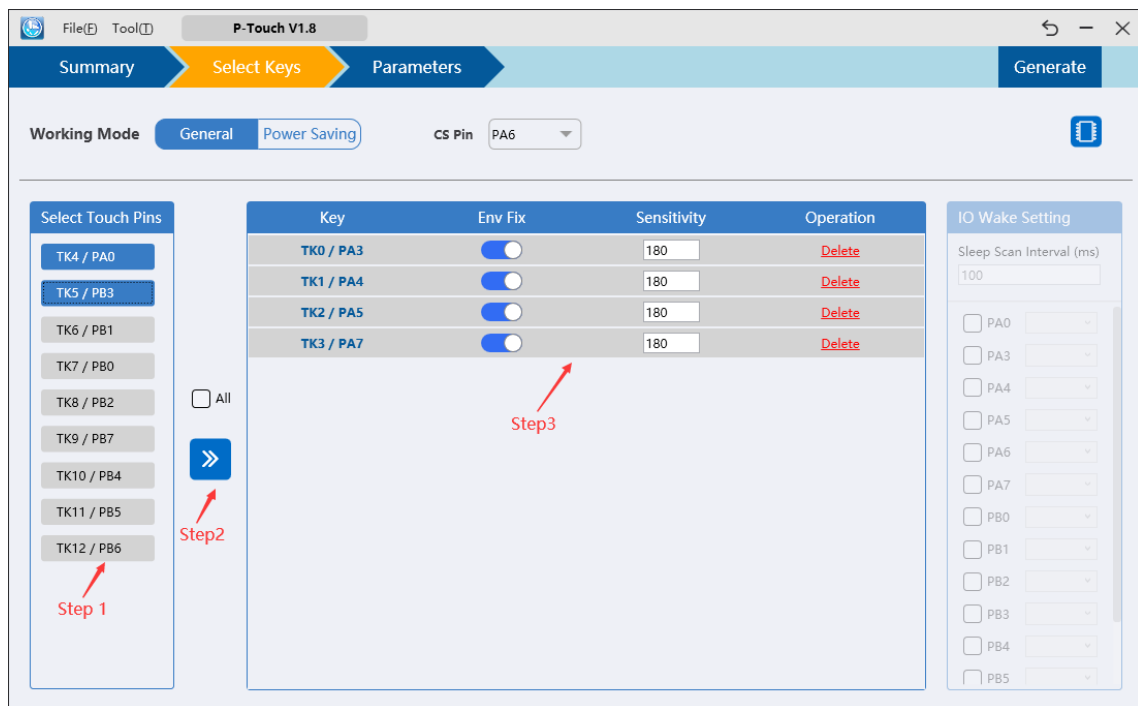 File(F) Tool(T) P-Touch V1.8
Summary Select Keys Parameters Generate
Working Mode General Power Saving CS Pin PA6
Select Touch Pins
TK4 / PA0
TK5 / PB3
TK6 / PB1
TK7 / PB0
TK8 / PB2
TK9 / PB7
TK10 / PB4
TK11 / PB5
TK12 / PB6
Step 1
All
Step2
Key Env Fix Sensitivity Operation
TK0 / PA3 180 Delete
TK1 / PA4 180 Delete
TK2 / PA5 180 Delete
TK3 / PA7 180 Delete
Step3
IO Wake Setting
Sleep Scan Interval (ms)
100
PA0
PA3
PA4
PA5
PA6
PA7
PB0
PB1
PB2
PB3
PB4
PB5